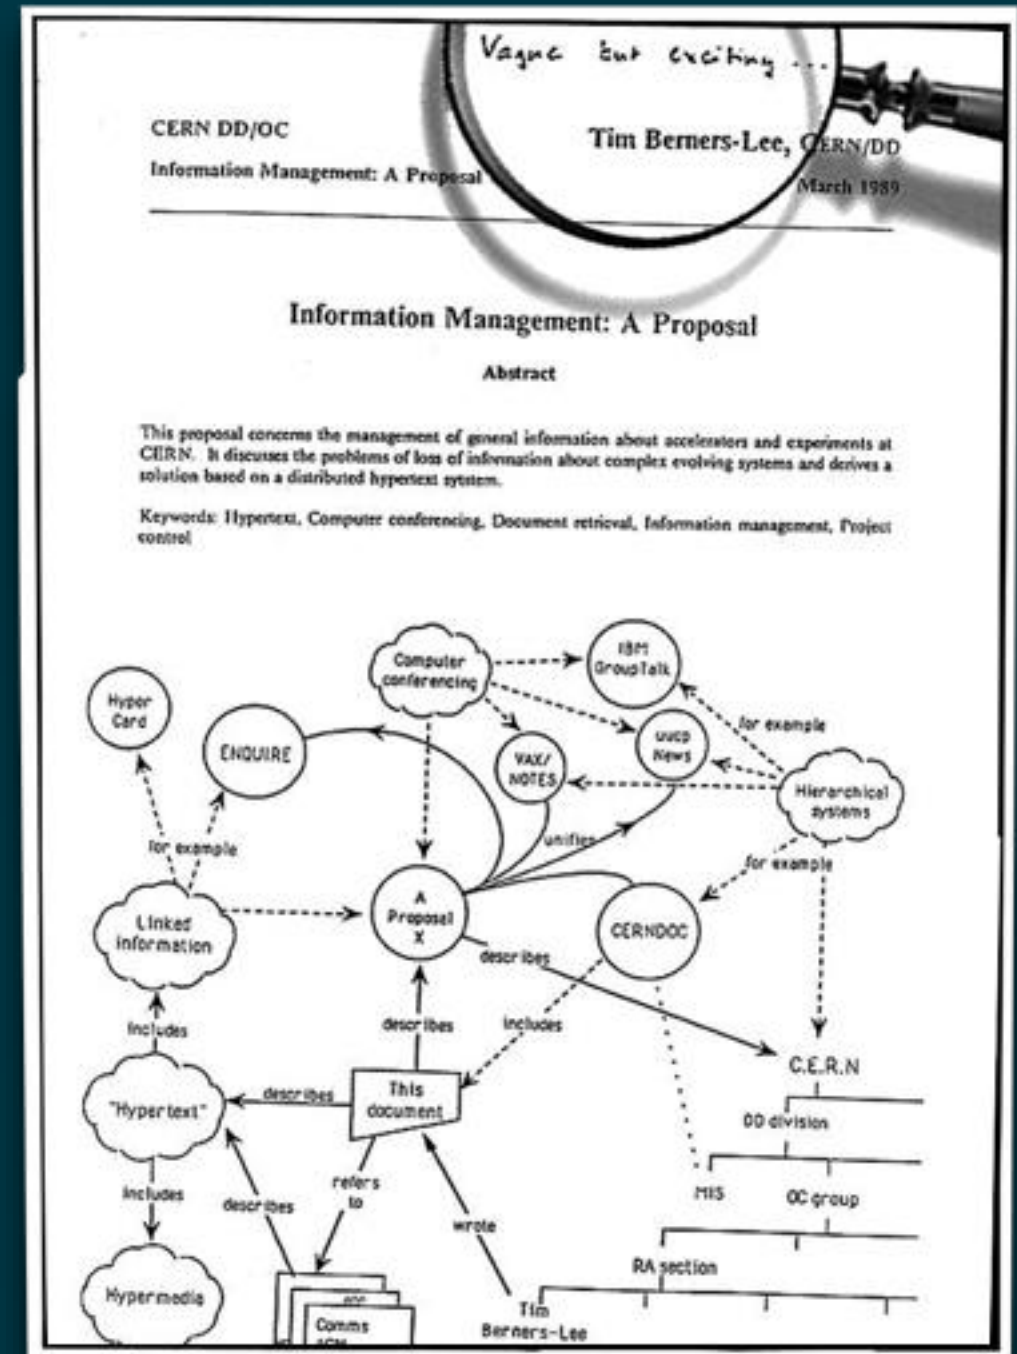 Vague but exciting ...
CERN DD/OC
Tim Berners-Lee, CERN/DD
Information Management: A Proposal
March 1989
Information Management: A Proposal
Abstract
This proposal concerns the management of general information about accelerators and experiments at
CERN. It discusses the problems of loss of information about complex evolving systems and derives a
solution based on a distributed hypertext sytstem.
Keywords: Hypertext, Computer conferencing, Document retrieval, Information management, Project
control
Computer
conferencing
IBM
GroupTalk
Hyper
Card
ENQUIRE
VAX/
NOTES
uucp
News
for example
Hierarchical
systems
for example
unifies
for example
A
Proposal
X
Linked
information
CERNDOC
describes
includes
describes
includes
C.E.R.N
This
document
describes
"Hypertext"
DD division
refers
to
includes
describes
MIS
OC group
wrote
RA section
Hypermedia
Comms
ACM
Tim
Berners-Lee